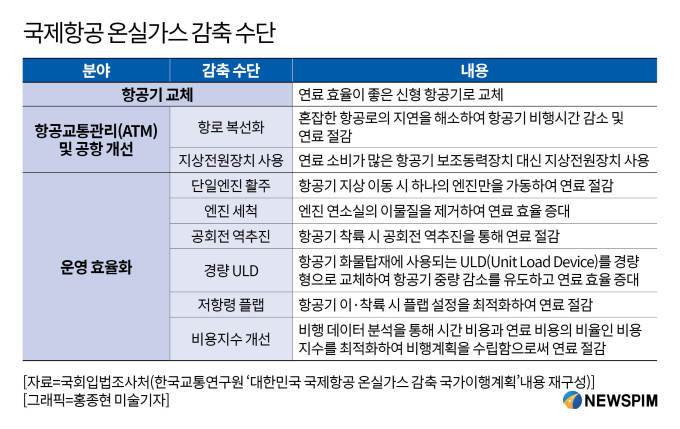 국제항공 온실가스 감축 수단
분야 감축 수단 내용
항공기 교체 연료 효율이 좋은 신형 항공기로 교체
항공교통관리(ATM)
및 공항 개선
항로 복선화
혼잡한 항공로의 지연을 해소하여 항공기 비행시간 감소 및
연료 절감
지상전원장치 사용 연료 소비가 많은 항공기 보조동력장치 대신 지상전원장치 사용
운영 효율화
단일엔진 활주 항공기 지상 이동 시 하나의 엔진만을 가동하여 연료 절감
엔진 세척 엔진 연소실의 이물질을 제거하여 연료 효율 증대
공회전 역추진 항공기 착륙 시 공회전 역추진을 통해 연료 절감
경량 ULD
항공기 화물탑재에 사용되는 ULD(Unit Load Device)를 경량
형으로 교체하여 항공기 중량 감소를 유도하고 연료 효율 증대
저항령 플랩 항공기 이·착륙 시 플랩 설정을 최적화하여 연료 절감
비용지수 개선
비행 데이터 분석을 통해 시간 비용과 연료 비용의 비율인 비용
지수를 최적화하여 비행계획을 수립함으로써 연료 절감
[자료=국회입법조사처(한국교통연구원 ‘대한민국 국제항공 온실가스 감축 국가이행계획’내용 재구성)]
[그래픽=홍종현 미술기자]
NEWSPIM